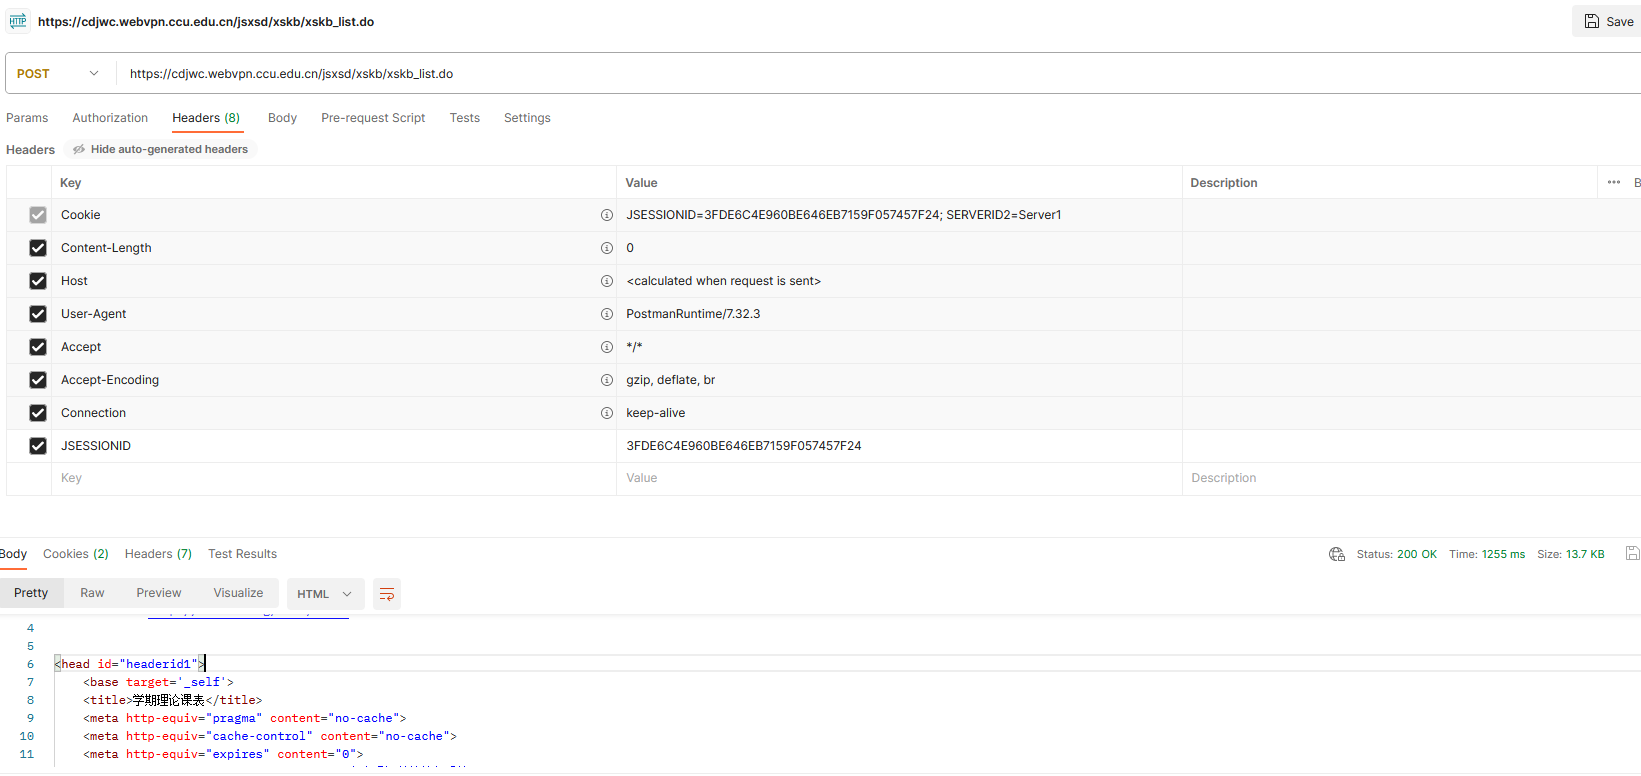 HTTP https://cdjwc.webvpn.ccu.edu.cn/jsxsd/xskb/xskb_list.do Save
POST https://cdjwc.webvpn.ccu.edu.cn/jsxsd/xskb/xskb_list.do
Params Authorization Headers (8) Body Pre-request Script Tests Settings
Headers Hide auto-generated headers
Key Value Description ••• B
Cookie JSESSIONID=3FDE6C4E960BE646EB7159F057457F24; SERVERID2=Server1
Content-Length 0
Host <calculated when request is sent>
User-Agent PostmanRuntime/7.32.3
Accept */*
Accept-Encoding gzip, deflate, br
Connection keep-alive
JSESSIONID 3FDE6C4E960BE646EB7159F057457F24
Key Value Description
Body Cookies (2) Headers (7) Test Results Status: 200 OK Time: 1255 ms Size: 13.7 KB
Pretty Raw Preview Visualize HTML
4
5
6 <head id="headerid1">
7 <base target='_self'>
8 <title>学期理论课表</title>
9 <meta http-equiv="pragma" content="no-cache">
10 <meta http-equiv="cache-control" content="no-cache">
11 <meta http-equiv="expires" content="0">